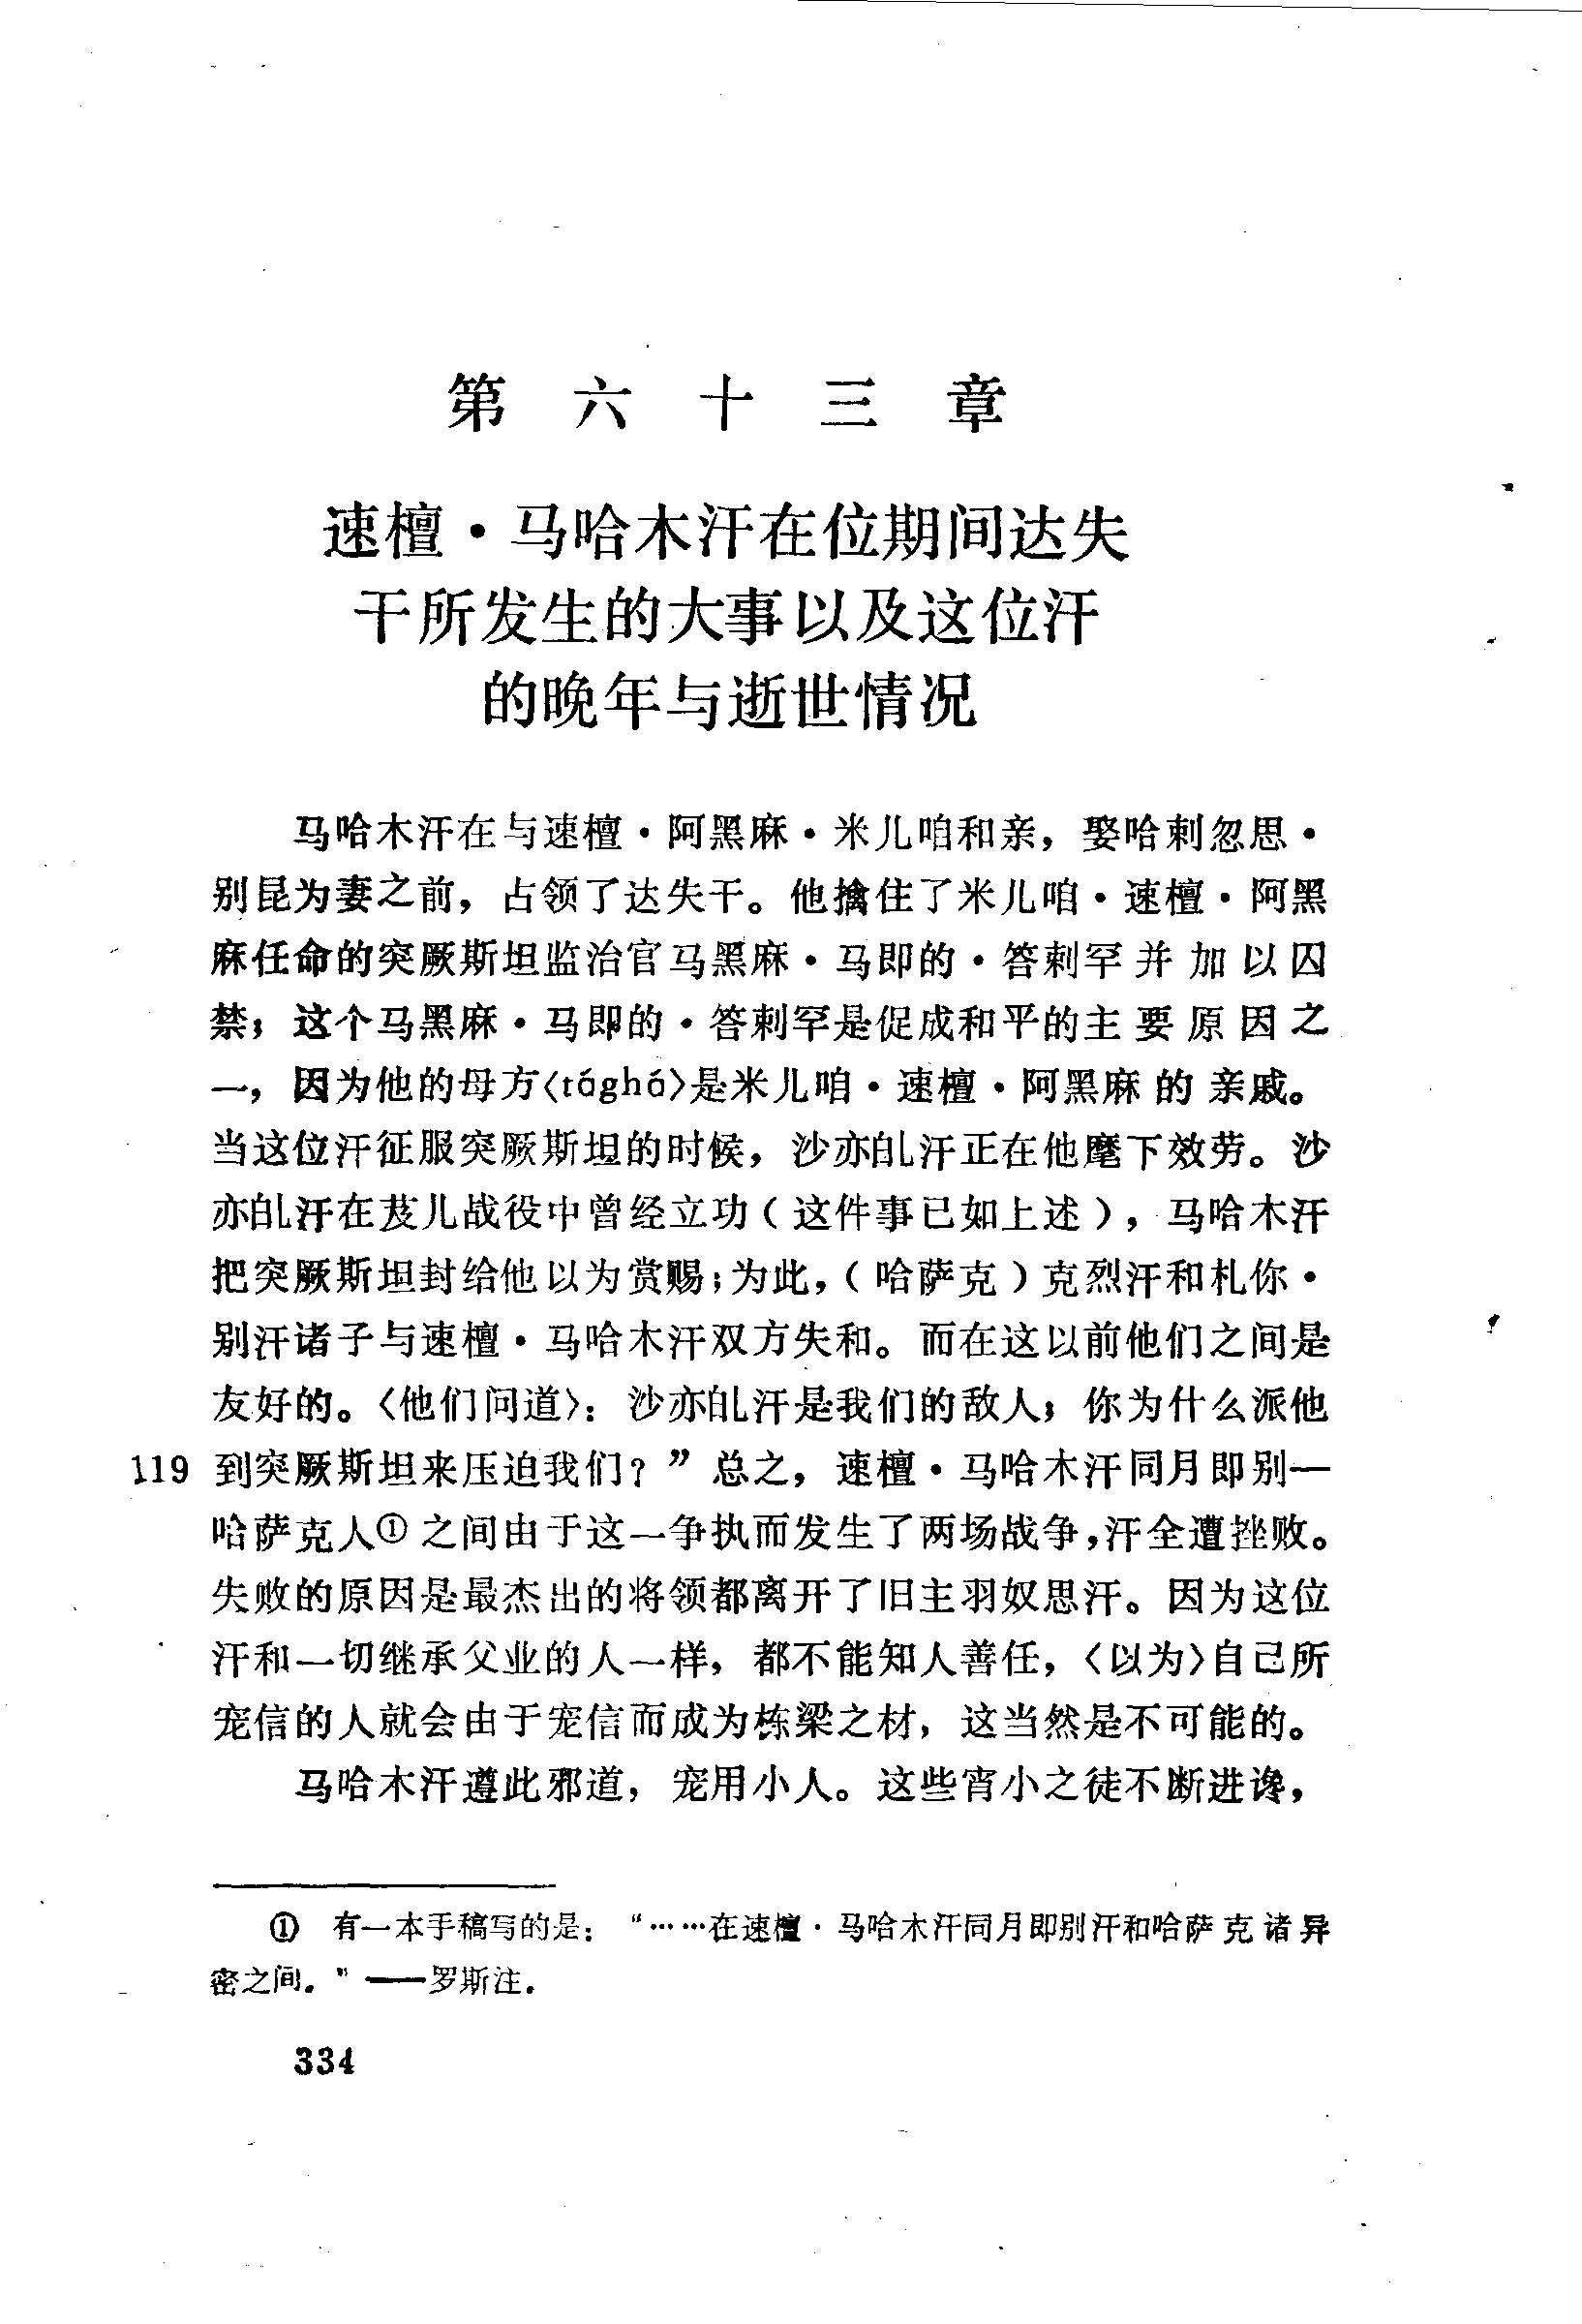 第六十三章
速檀·马哈木汗在位期间达失
干所发生的大事以及这位汗
的晚年与逝世情况
马哈木汗在与速檀·阿黑麻·米儿咱和亲，娶哈剌忽思·
别昆为妻之前，占领了达失干。他擒住了米儿咱·速檀·阿黑
麻任命的突厥斯坦监治官马黑麻·马即的·答剌罕并加以囚
禁；这个马黑麻·马即的·答剌罕是促成和平的主要原因之
一，因为他的母方〈tághá〉是米儿咱·速檀·阿黑麻的亲戚。
当这位汗征服突厥斯坦的时候，沙亦癿汗正在他麾下效劳。沙
亦癿汗在芨儿战役中曾经立功（这件事已如上述），马哈木汗
把突厥斯坦封给他以为赏赐；为此，（哈萨克）克烈汗和札你·
别汗诸子与速檀·马哈木汗双方失和。而在这以前他们之间是
友好的。〈他们问道〉：沙亦癿汗是我们的敌人；你为什么派他
119 到突厥斯坦来压迫我们？”总之，速檀·马哈木汗同月即别—
哈萨克人①之间由于这一争执而发生了两场战争，汗全遭挫败。
失败的原因是最杰出的将领都离开了旧主羽奴思汗。因为这位
汗和一切继承父业的人一样，都不能知人善任，〈以为〉自己所
宠信的人就会由于宠信而成为栋梁之材，这当然是不可能的。
马哈木汗遵此邪道，宠用小人。这些宵小之徒不断进谗，
① 有一本手稿写的是：“……在速檀·马哈木汗同月即别汗和哈萨克诸异
密之间。”——罗斯注。
334